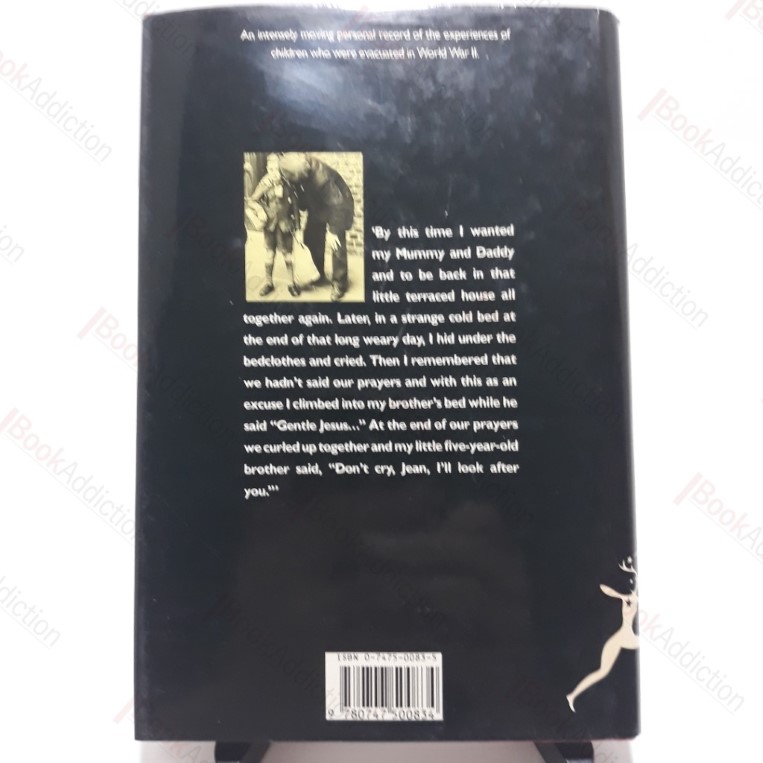 An intensely moving personal record of the experiences of
children who were evacuated in World War II.
'By this time I wanted
my Mummy and Daddy
and to be back in that
little terraced house all
together again. Later, in a strange cold bed at
the end of that long weary day, I hid under the
bedclothes and cried. Then I remembered that
we hadn't said our prayers and with this as an
excuse I climbed into my brother's bed while he
said "Gentle Jesus..." At the end of our prayers
we curled up together and my little five-year-old
brother said, "Don't cry, Jean, I'll look after
you."'
ISBN 0-7475-0083-5
9 780747 500834
BookAddiction
BookAddiction
BookAddiction
BookAddiction
BookAddiction